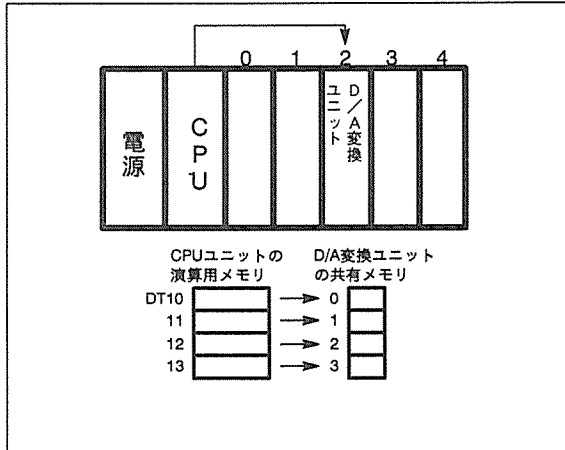 0 1 2 3 4
電源
CPU
D/A変換
ユニット
CPUユニットの
演算用メモリ
D/A変換ユニット
の共有メモリ
DT10 0
11 1
12 2
13 3